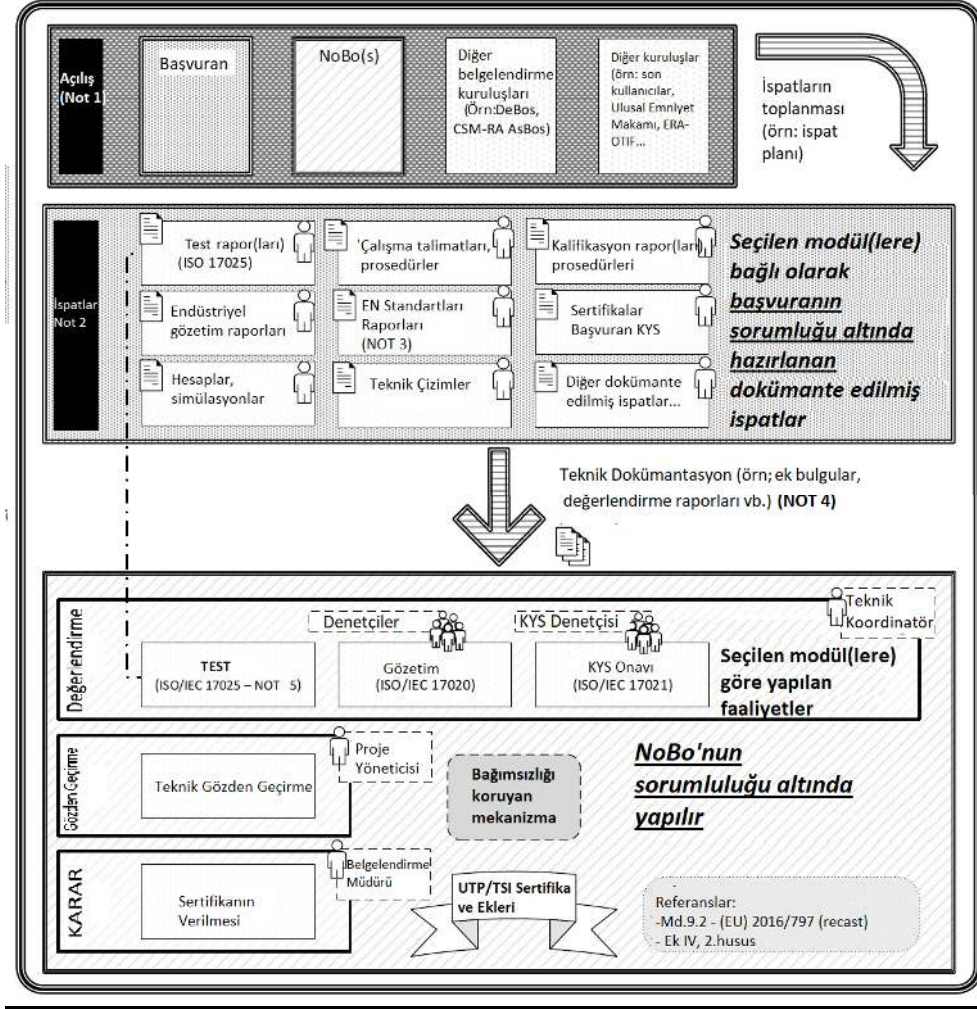 Açılış
(Not 1)
Başvuran
NoBo(s)
Diğer
belgelendirme
kuruluşları
(Örn:DeBos,
CSM-RA AsBos)
Diğer kuruluşlar
(örn: son
kullanıcılar,
Ulusal Emniyet
Makamı, ERA-
OTIF...
İspatların
toplanması
(örn: ispat
planı)
İspatlar
Not 2
Test rapor(ları)
(ISO 17025)
'Çalışma talimatları,
prosedürler
Kalifikasyon rapor(ları)
prosedürleri
Endüstriyel
gözetim raporları
EN Standartları
Raporları
(NOT 3)
Sertifikalar
Başvuran KYS
Hesaplar,
simülasyonlar
Teknik Çizimler
Diğer dokümante
edilmiş ispatlar...
Seçilen modül(lere)
bağlı olarak
başvuranın
sorumluğu altında
hazırlanan
dokümante edilmiş
ispatlar
Teknik Dokümantasyon (örn; ek bulgular,
değerlendirme raporları vb.) (NOT 4)
Değerlendirme
Denetçiler
KYS Denetçisi
Teknik
Koordinatör
TEST
(ISO/IEC 17025 – NOT 5)
Gözetim
(ISO/IEC 17020)
KYS Onavı
(ISO/IEC 17021)
Seçilen modül(lere)
göre yapılan
faaliyetler
Gözden Geçirme
Teknik Gözden Geçirme
Proje
Yöneticisi
Bağımsızlığı
koruyan
mekanizma
NoBo'nun
sorumluluğu altında
yapılır
KARAR
Sertifikanın
Verilmesi
Belgelendirme
Müdürü
UTP/TSI Sertifika
ve Ekleri
Referanslar:
-Md.9.2 - (EU) 2016/797 (recast)
- Ek IV, 2.husus